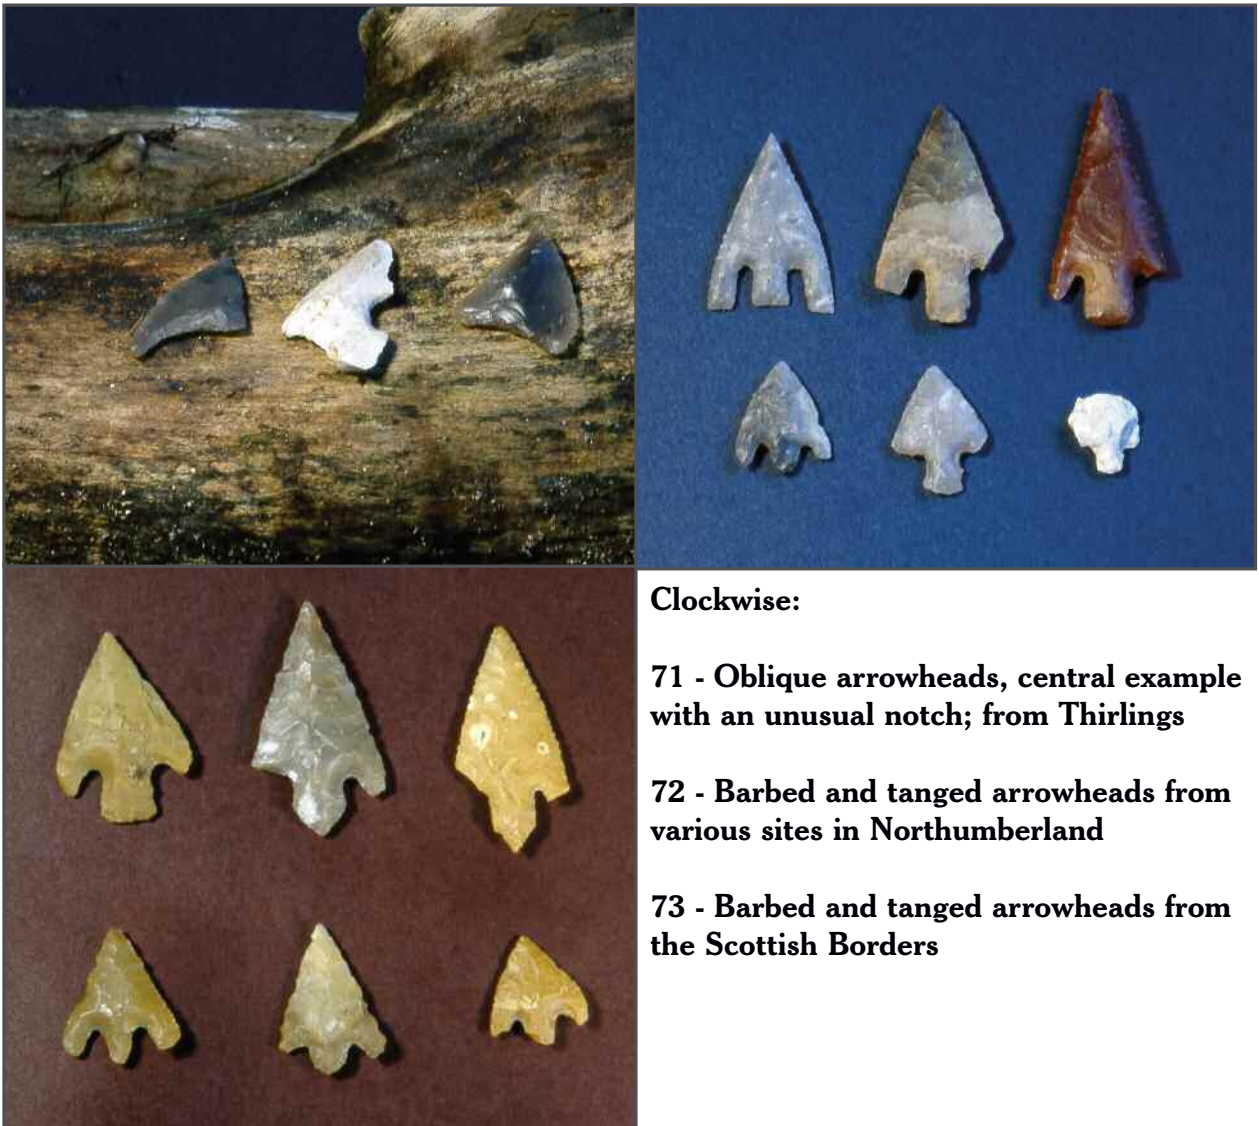 Clockwise:
71 - Oblique arrowheads, central example
with an unusual notch; from Thirlings
72 - Barbed and tanged arrowheads from
various sites in Northumberland
73 - Barbed and tanged arrowheads from
the Scottish Borders